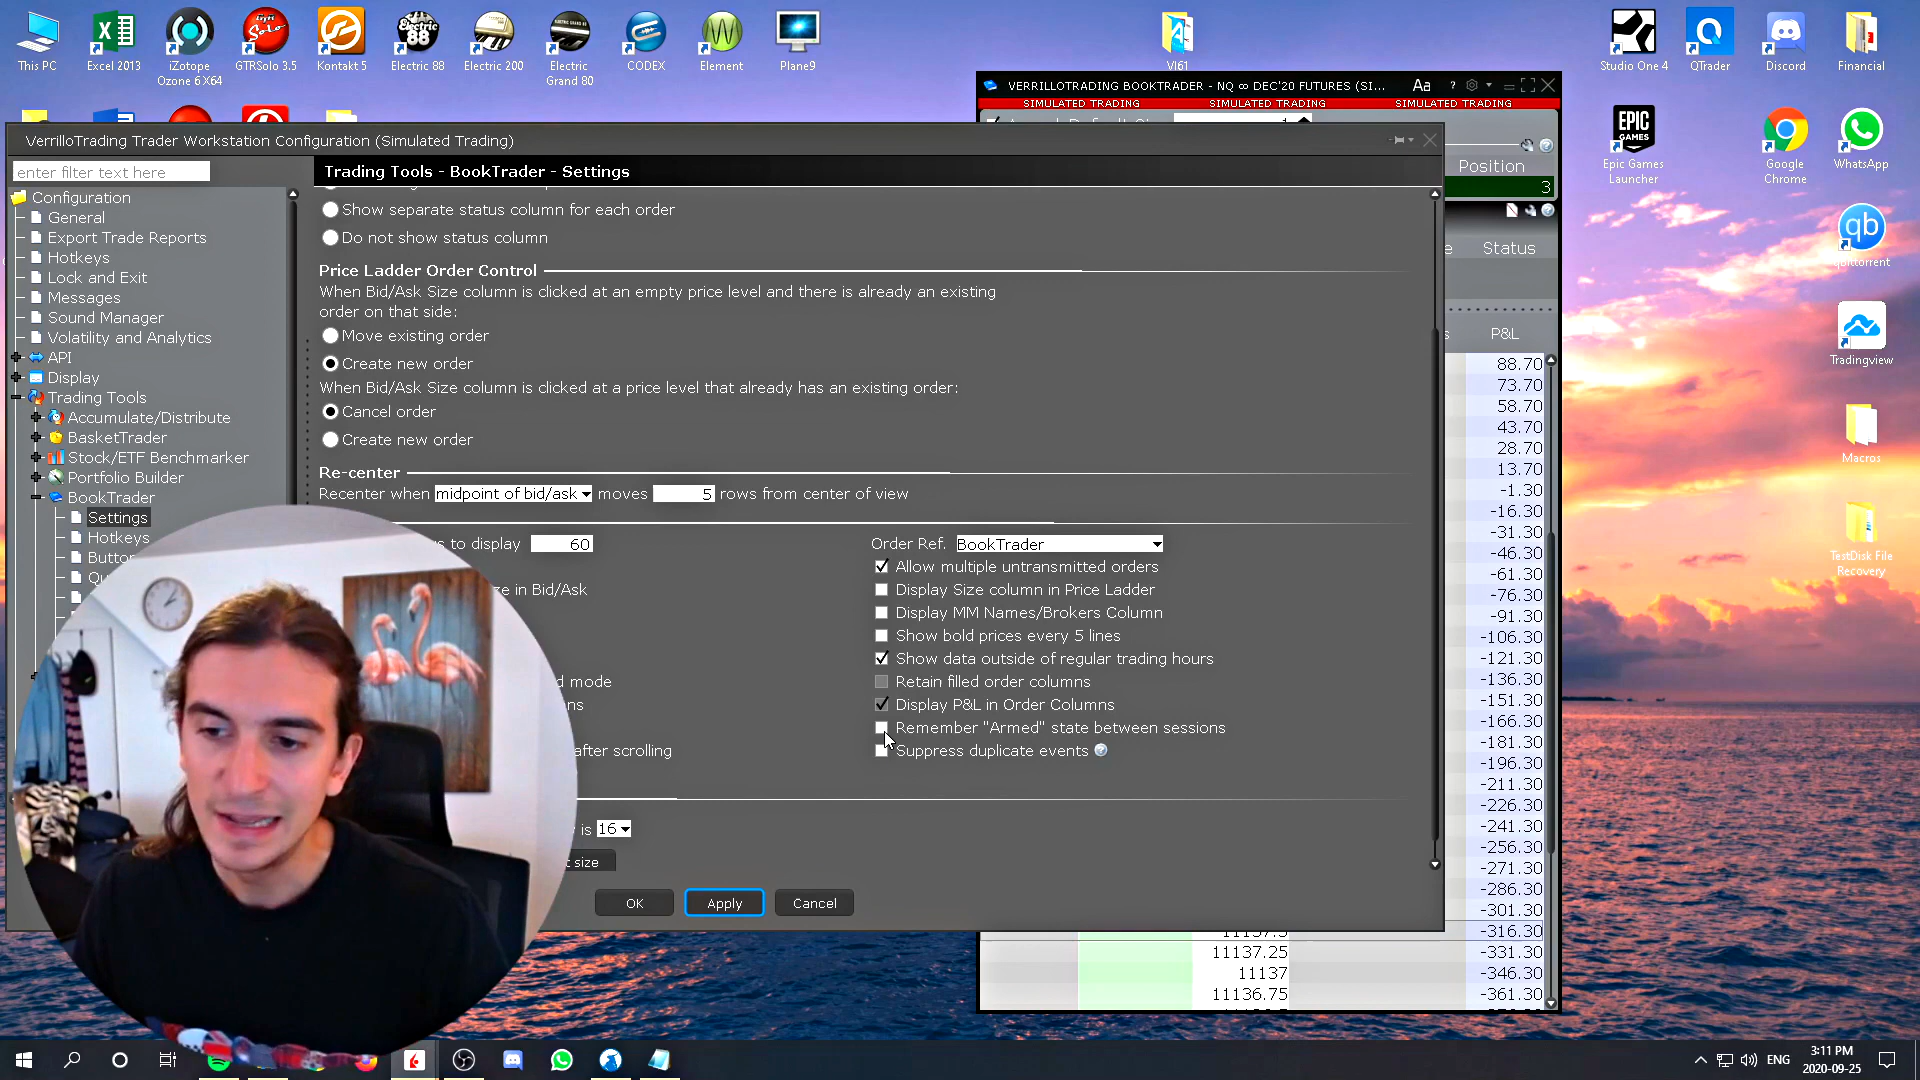 This PC
Excel 2013
iZotope Ozone 6 X64
GTRSolo 3.5
Kontakt 5
Electric 88
Electric 200
Electric Grand 80
CODEX
Element
Plane9
VI61
Studio One 4
QTrader
Discord
Financial
VERRILLOTRADING BOOKTRADER - NQ ∞ DEC'20 FUTURES (SI...
Aa
SIMULATED TRADING
SIMULATED TRADING
SIMULATED TRADING
EPIC GAMES
Epic Games Launcher
Google Chrome
WhatsApp
VerrilloTrading Trader Workstation Configuration (Simulated Trading)
enter filter text here
Trading Tools - BookTrader - Settings
Configuration
General
Export Trade Reports
Hotkeys
Lock and Exit
Messages
Sound Manager
Volatility and Analytics
API
Display
Trading Tools
Accumulate/Distribute
BasketTrader
Stock/ETF Benchmarker
Portfolio Builder
BookTrader
Settings
Hotkeys
Show separate status column for each order
Do not show status column
Price Ladder Order Control
When Bid/Ask Size column is clicked at an empty price level and there is already an existing
order on that side:
Move existing order
Create new order
When Bid/Ask Size column is clicked at a price level that already has an existing order:
Cancel order
Create new order
Re-center
Recenter when midpoint of bid/ask moves 5 rows from center of view
to display 60
in Bid/Ask
mode
after scrolling
is 16
size
Order Ref. BookTrader
Allow multiple untransmitted orders
Display Size column in Price Ladder
Display MM Names/Brokers Column
Show bold prices every 5 lines
Show data outside of regular trading hours
Retain filled order columns
Display P&L in Order Columns
Remember "Armed" state between sessions
Suppress duplicate events
OK
Apply
Cancel
Position
3
Status
P&L
88.70
73.70
58.70
43.70
28.70
13.70
-1.30
-16.30
-31.30
-46.30
-61.30
-76.30
-91.30
-106.30
-121.30
-136.30
-151.30
-166.30
-181.30
-196.30
-211.30
-226.30
-241.30
-256.30
-271.30
-286.30
-301.30
11137.5 -316.30
11137.25 -331.30
11137 -346.30
11136.75 -361.30
qb
qbittorrent
Tradingview
Macros
TestDisk File Recovery
ENG
3:11 PM
2020-09-25